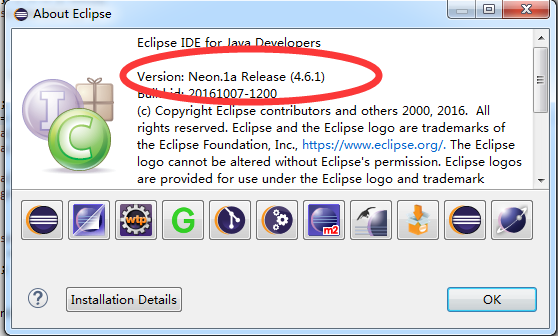 About Eclipse
Eclipse IDE for Java Developers
Version: Neon.1a Release (4.6.1)
Build id: 20161007-1200
(c) Copyright Eclipse contributors and others 2000, 2016.  All
rights reserved. Eclipse and the Eclipse logo are trademarks of
the Eclipse Foundation, Inc., https://www.eclipse.org/. The Eclipse
logo cannot be altered without Eclipse's permission. Eclipse logos
are provided for use under the Eclipse logo and trademark
I
C
wtp
G
m2
?
Installation Details
OK